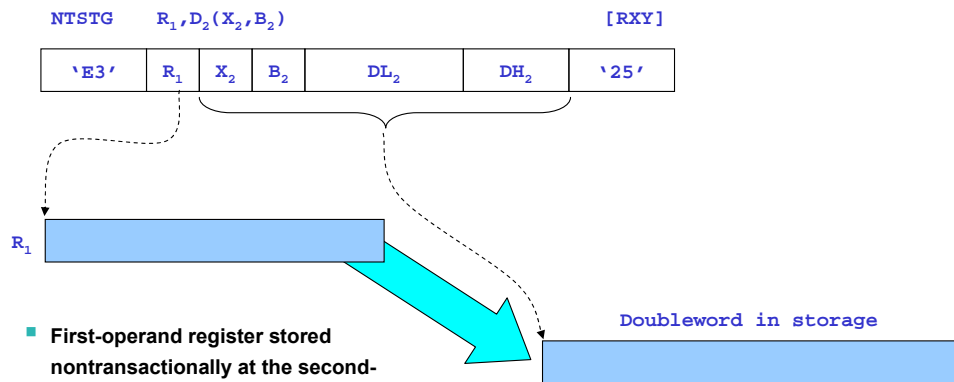 NTSTG R₁,D₂(X₂,B₂) [RXY]
‘E3’ R₁ X₂ B₂ DL₂ DH₂ ‘25’
R₁
Doubleword in storage
▪ First-operand register stored
nontransactionally at the second-